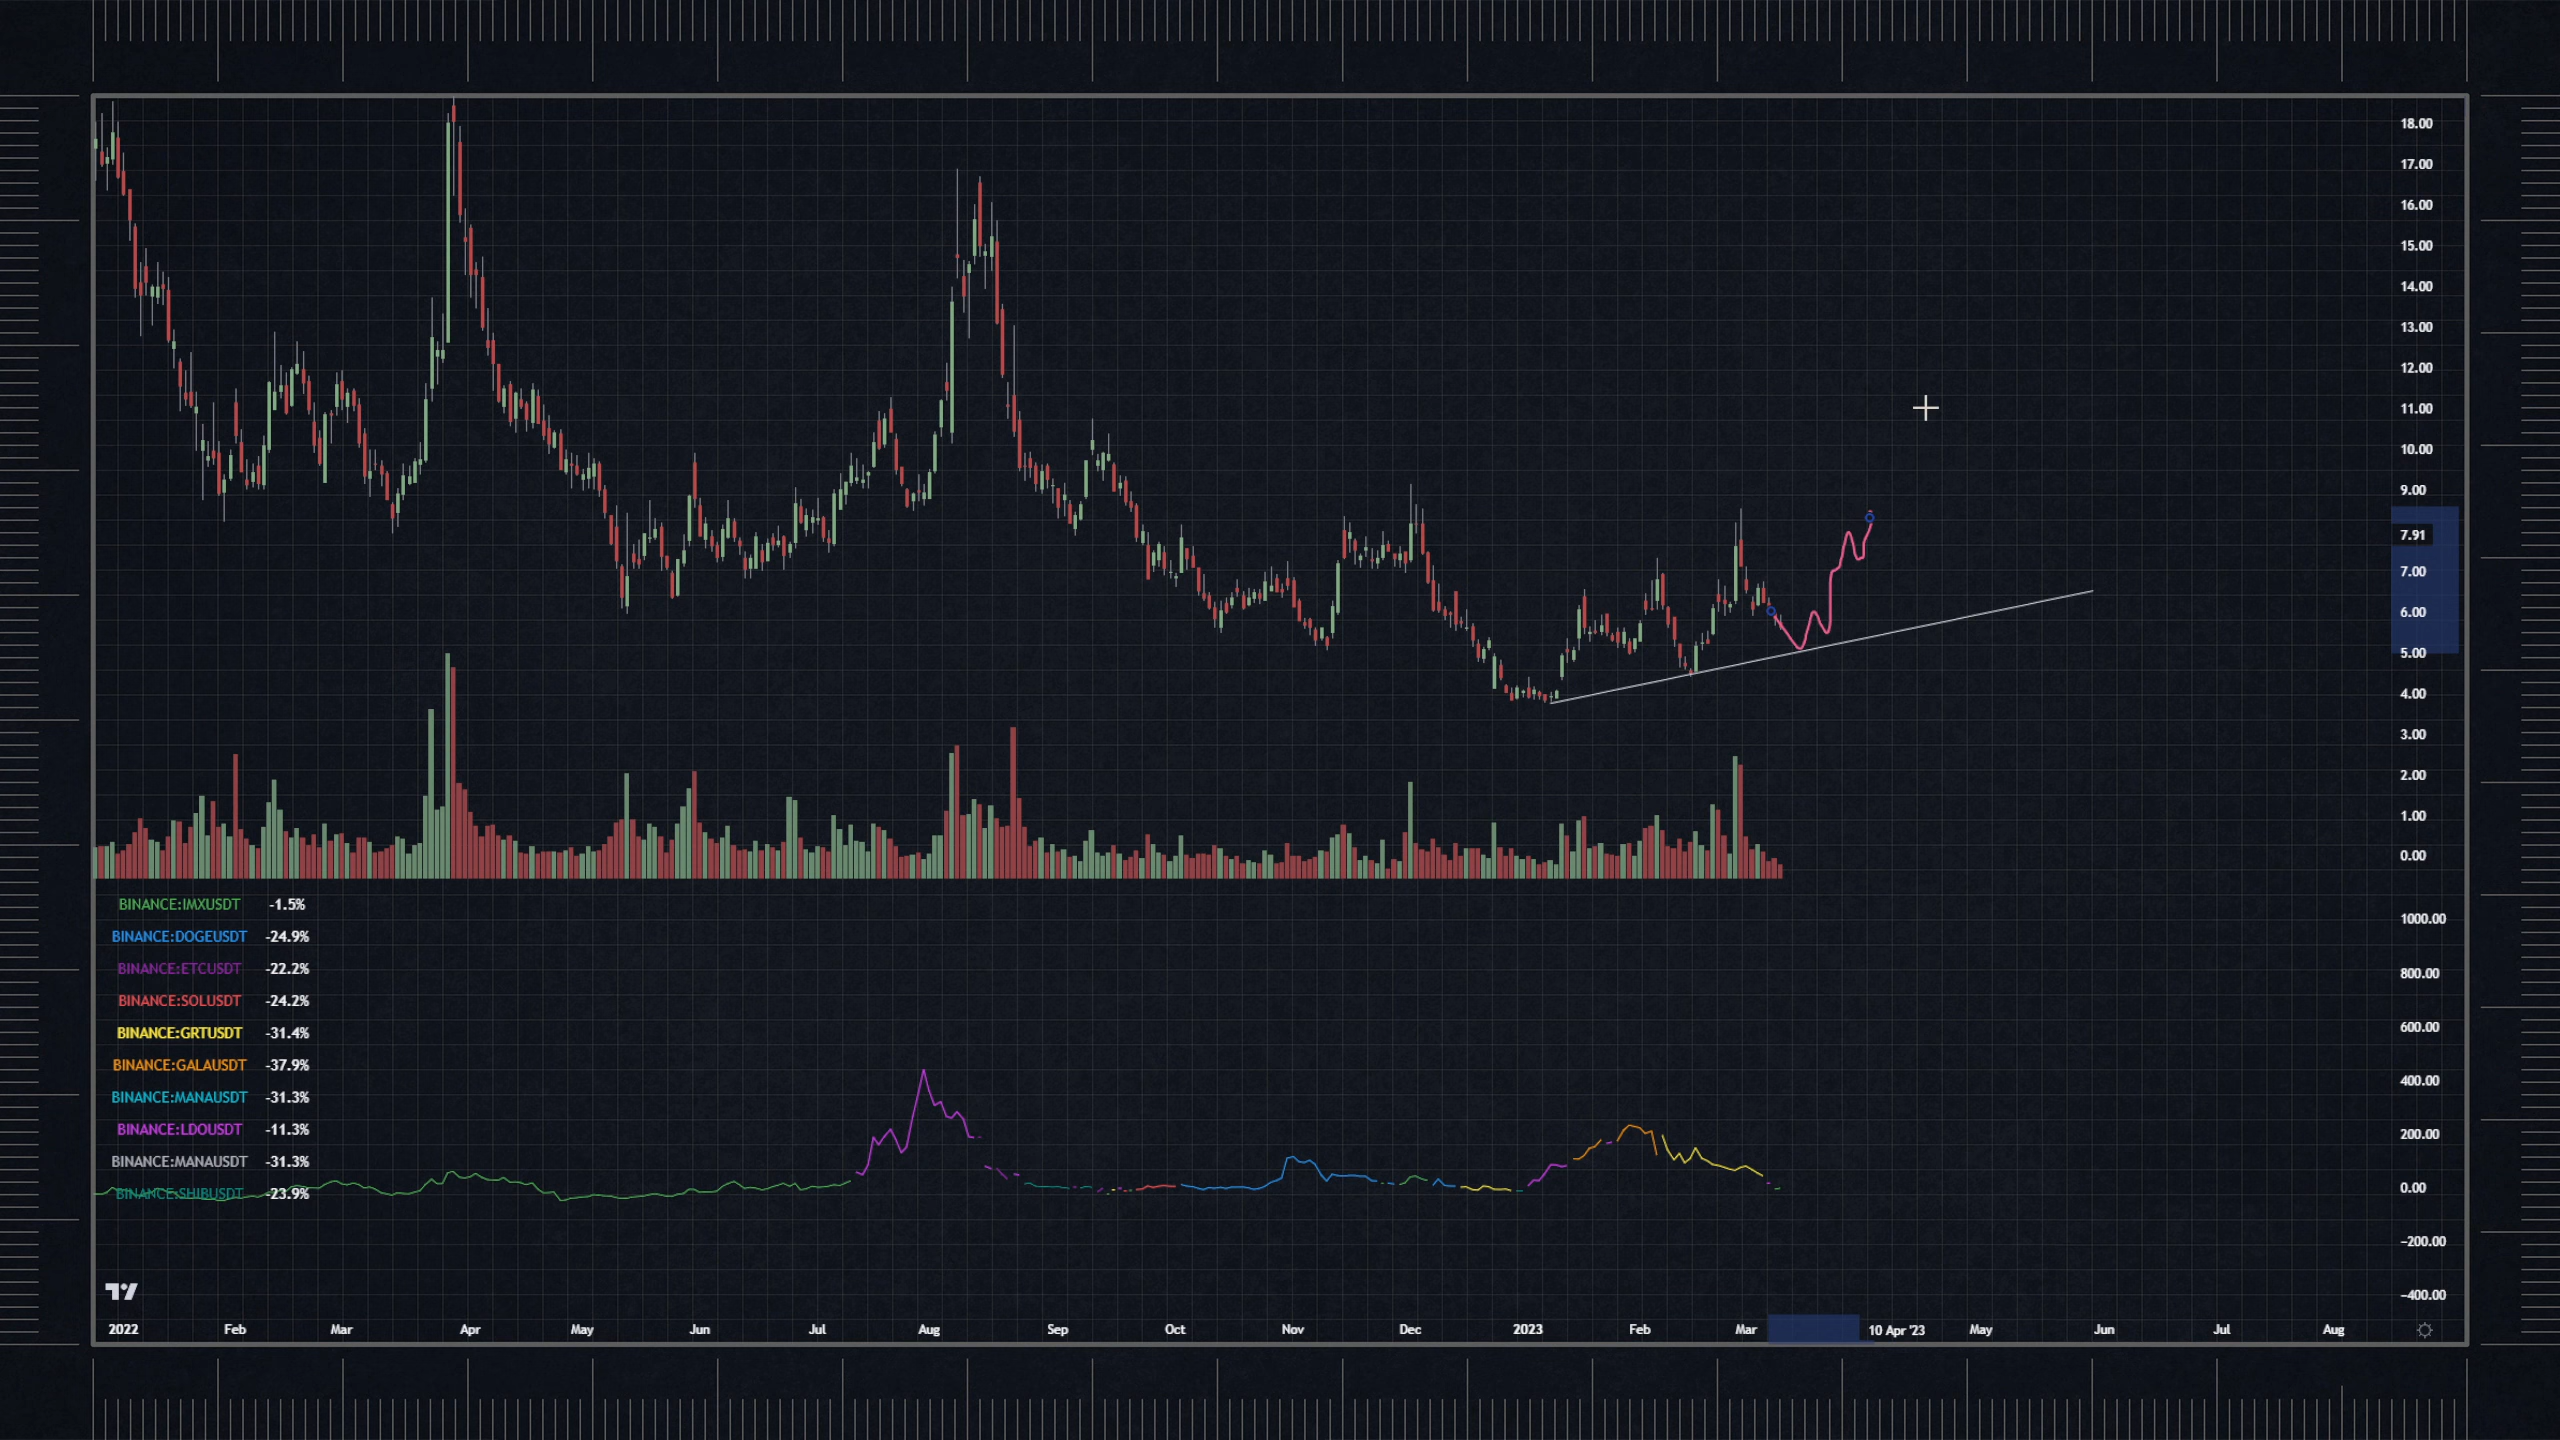 18.00
17.00
16.00
15.00
14.00
13.00
12.00
11.00
10.00
9.00
7.91
7.00
6.00
5.00
4.00
3.00
2.00
1.00
0.00
BINANCE:IMXUSDT -1.5%
BINANCE:DOGEUSDT -24.9%
BINANCE:ETCUSDT -22.2%
BINANCE:SOLUSDT -24.2%
BINANCE:GRTUSDT -31.4%
BINANCE:GALAUSDT -37.9%
BINANCE:MANAUSDT -31.3%
BINANCE:LDOUSDT -11.3%
BINANCE:MANAUSDT -31.3%
BINANCE:SHIBUSDT -23.9%
1000.00
800.00
600.00
400.00
200.00
0.00
−200.00
−400.00
2022 Feb Mar Apr May Jun Jul Aug Sep Oct Nov Dec 2023 Feb Mar 10 Apr '23 May Jun Jul Aug